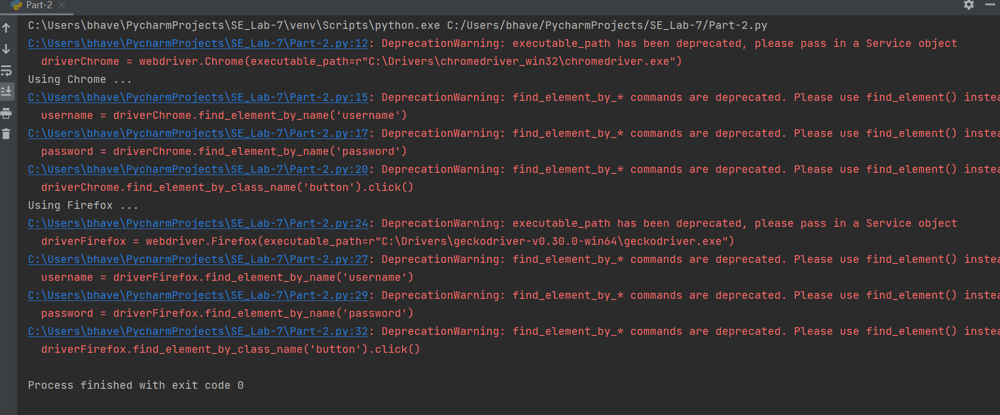 Part-2
C:\Users\bhave\PycharmProjects\SE_Lab-7\venv\Scripts\python.exe C:/Users/bhave/PycharmProjects/SE_Lab-7/Part-2.py
C:\Users\bhave\PycharmProjects\SE_Lab-7\Part-2.py:12: DeprecationWarning: executable_path has been deprecated, please pass in a Service object
  driverChrome = webdriver.Chrome(executable_path=r"C:\Drivers\chromedriver_win32\chromedriver.exe")
Using Chrome ...
C:\Users\bhave\PycharmProjects\SE_Lab-7\Part-2.py:15: DeprecationWarning: find_element_by_* commands are deprecated. Please use find_element() instea
  username = driverChrome.find_element_by_name('username')
C:\Users\bhave\PycharmProjects\SE_Lab-7\Part-2.py:17: DeprecationWarning: find_element_by_* commands are deprecated. Please use find_element() instea
  password = driverChrome.find_element_by_name('password')
C:\Users\bhave\PycharmProjects\SE_Lab-7\Part-2.py:20: DeprecationWarning: find_element_by_* commands are deprecated. Please use find_element() instea
  driverChrome.find_element_by_class_name('button').click()
Using Firefox ...
C:\Users\bhave\PycharmProjects\SE_Lab-7\Part-2.py:24: DeprecationWarning: executable_path has been deprecated, please pass in a Service object
  driverFirefox = webdriver.Firefox(executable_path=r"C:\Drivers\geckodriver-v0.30.0-win64\geckodriver.exe")
C:\Users\bhave\PycharmProjects\SE_Lab-7\Part-2.py:27: DeprecationWarning: find_element_by_* commands are deprecated. Please use find_element() instea
  username = driverFirefox.find_element_by_name('username')
C:\Users\bhave\PycharmProjects\SE_Lab-7\Part-2.py:29: DeprecationWarning: find_element_by_* commands are deprecated. Please use find_element() instea
  password = driverFirefox.find_element_by_name('password')
C:\Users\bhave\PycharmProjects\SE_Lab-7\Part-2.py:32: DeprecationWarning: find_element_by_* commands are deprecated. Please use find_element() instea
  driverFirefox.find_element_by_class_name('button').click()
Process finished with exit code 0